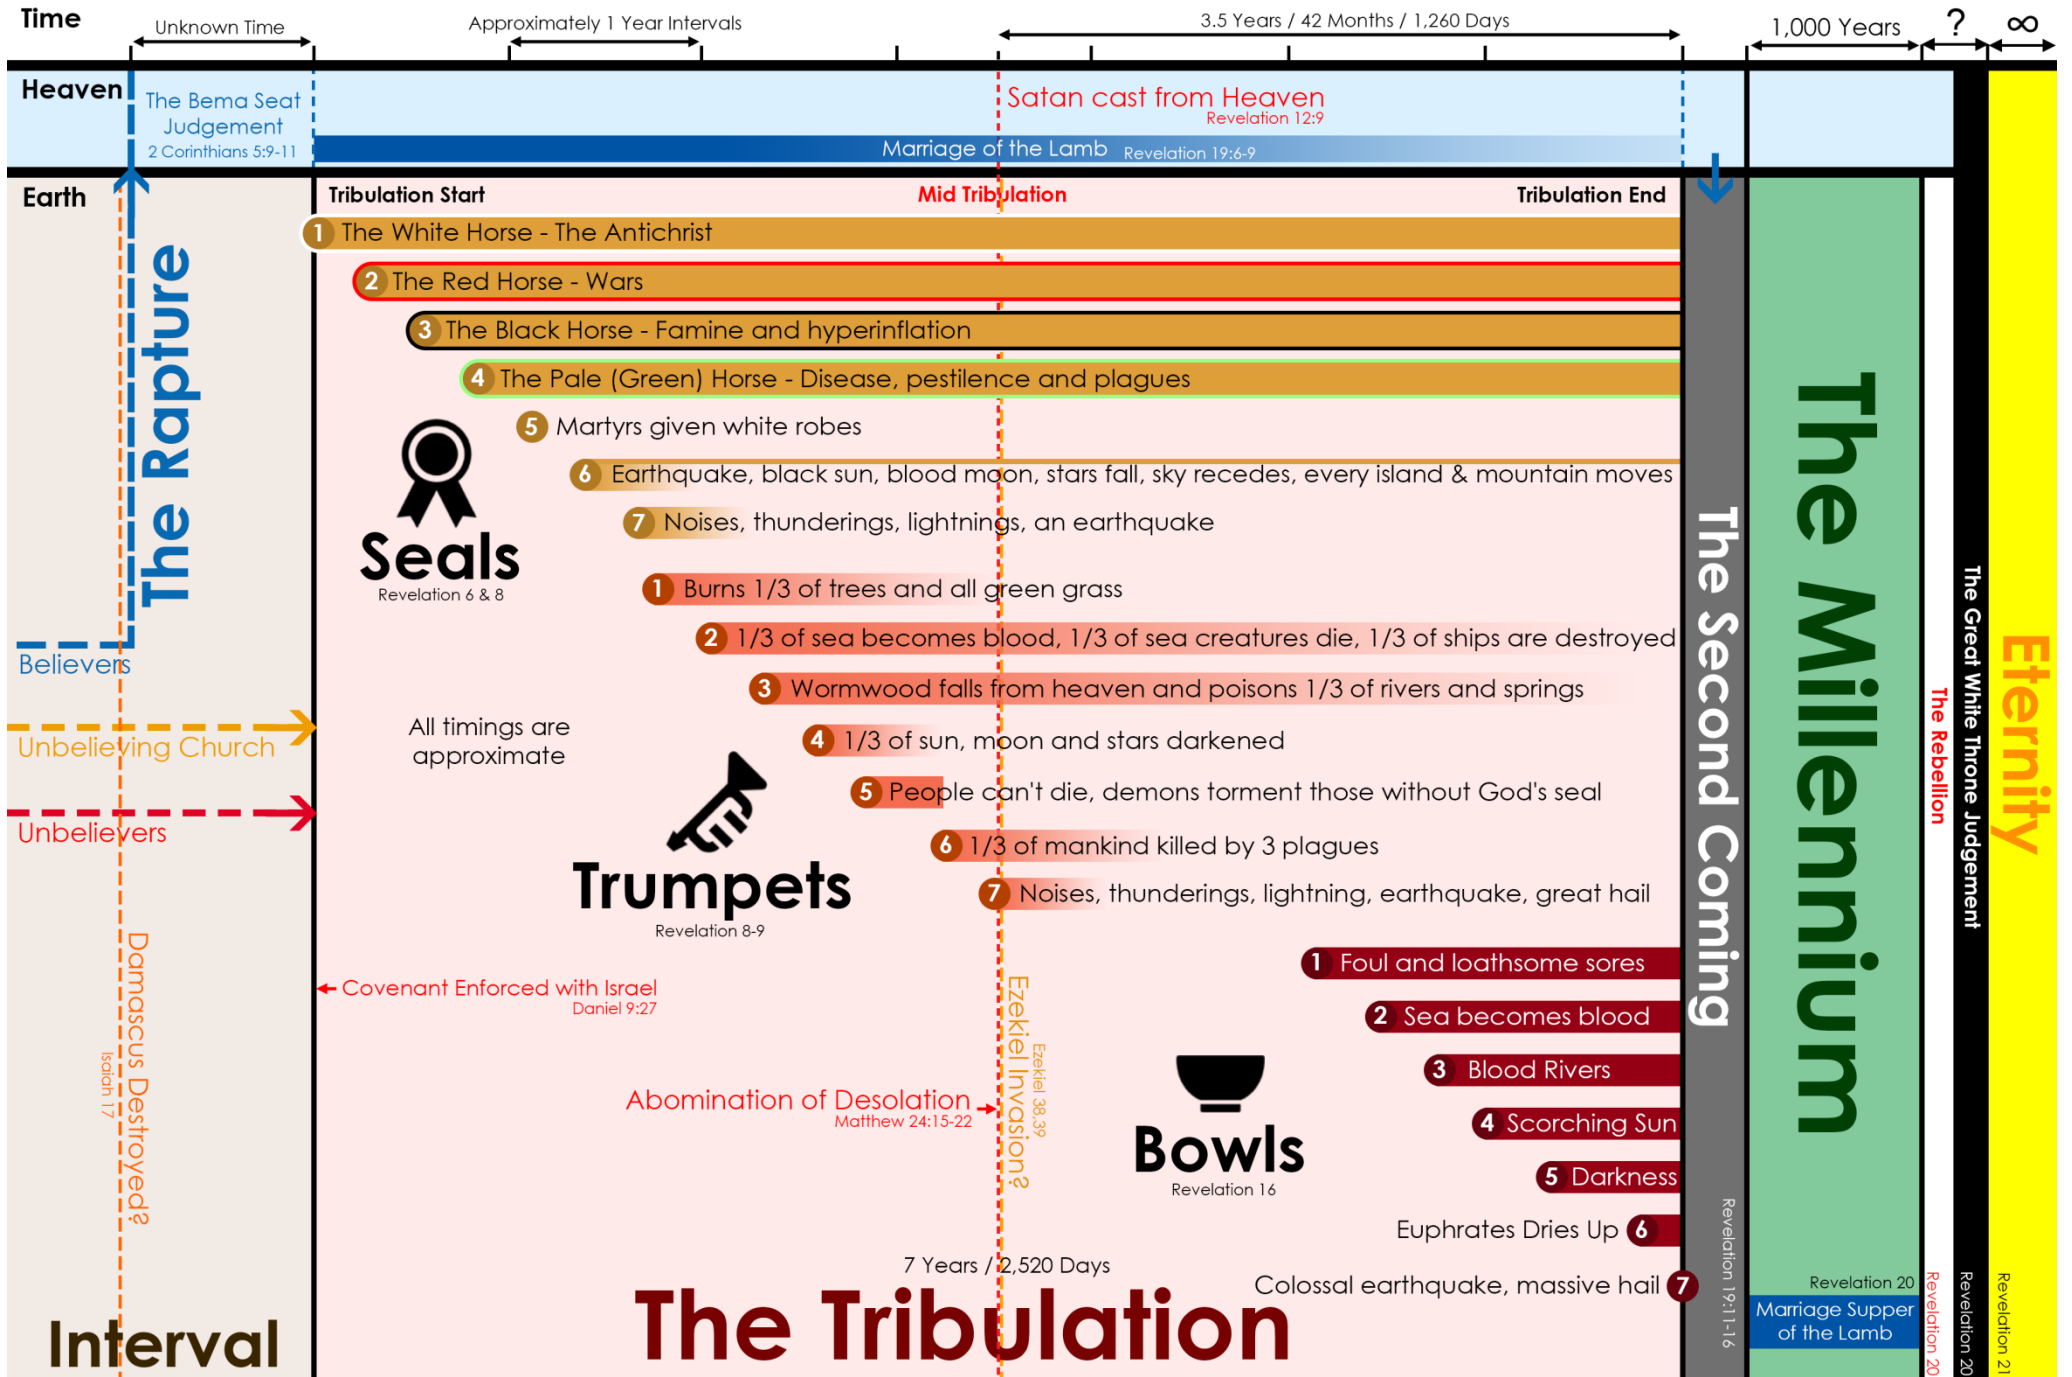 Time
Unknown Time
Approximately 1 Year Intervals
3.5 Years / 42 Months / 1,260 Days
1,000 Years
?
∞
Heaven
The Bema Seat
Judgement
2 Corinthians 5:9-11
Satan cast from Heaven
Revelation 12:9
Marriage of the Lamb Revelation 19:6-9
Earth
Tribulation Start
Mid Tribulation
Tribulation End
The Rapture
Believers
Unbelieving Church
Unbelievers
Damascus Destroyed?
Isaiah 17
Interval
1 The White Horse - The Antichrist
2 The Red Horse - Wars
3 The Black Horse - Famine and hyperinflation
4 The Pale (Green) Horse - Disease, pestilence and plagues
5 Martyrs given white robes
6 Earthquake, black sun, blood moon, stars fall, sky recedes, every island & mountain moves
7 Noises, thunderings, lightnings, an earthquake
Seals
Revelation 6 & 8
1 Burns 1/3 of trees and all green grass
2 1/3 of sea becomes blood, 1/3 of sea creatures die, 1/3 of ships are destroyed
3 Wormwood falls from heaven and poisons 1/3 of rivers and springs
4 1/3 of sun, moon and stars darkened
5 People can't die, demons torment those without God's seal
6 1/3 of mankind killed by 3 plagues
7 Noises, thunderings, lightning, earthquake, great hail
All timings are
approximate
Trumpets
Revelation 8-9
Covenant Enforced with Israel
Daniel 9:27
Abomination of Desolation
Matthew 24:15-22
Ezekiel Invasion?
Ezekiel 38,39
1 Foul and loathsome sores
2 Sea becomes blood
3 Blood Rivers
4 Scorching Sun
5 Darkness
Euphrates Dries Up 6
Colossal earthquake, massive hail 7
Bowls
Revelation 16
7 Years / 2,520 Days
The Tribulation
The Second Coming
Revelation 19:11-16
The Millennium
Revelation 20
Marriage Supper
of the Lamb
The Rebellion
Revelation 20
The Great White Throne Judgement
Revelation 20
Eternity
Revelation 21